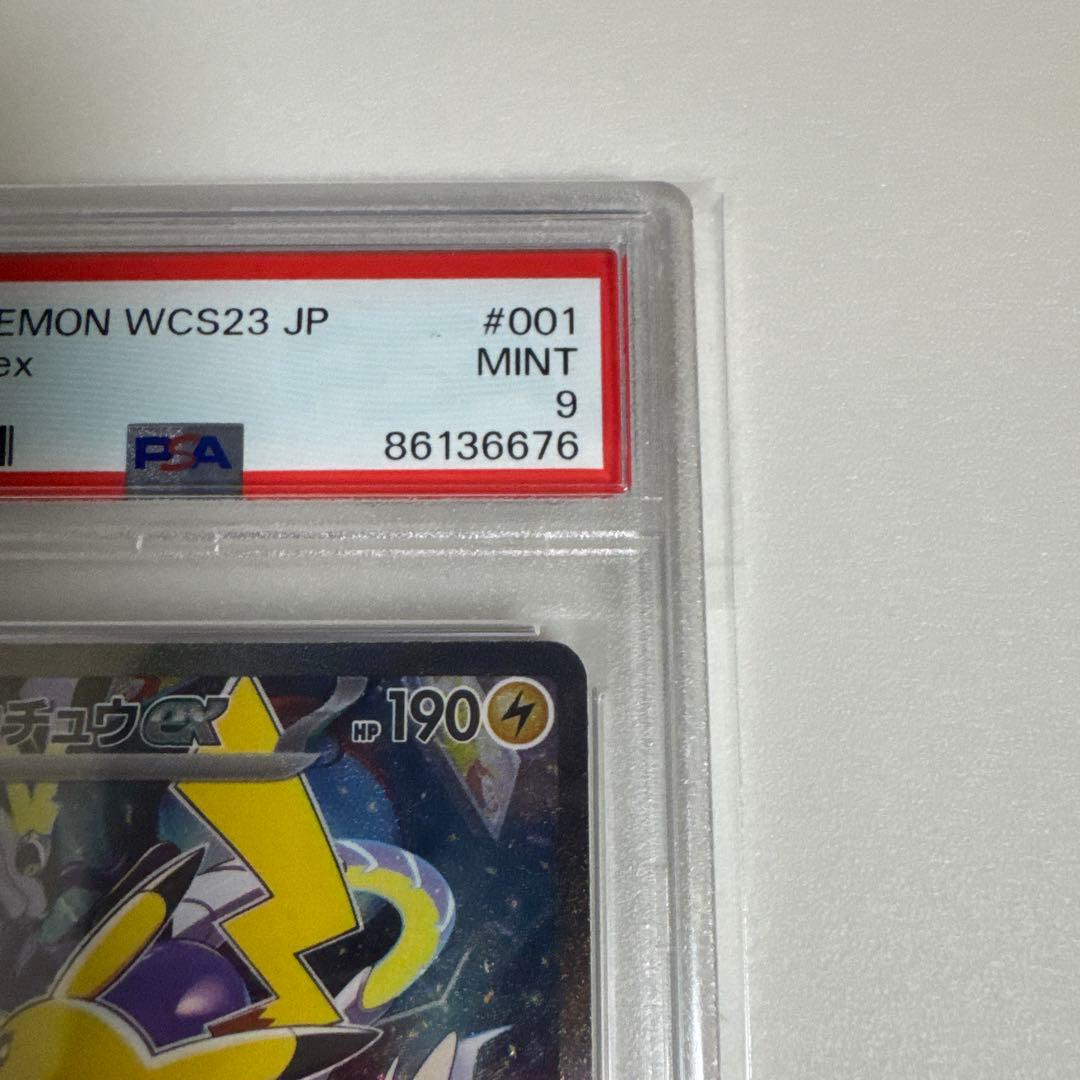 EMON WCS23 JP #001
ex MINT
9
PSA 86136676
チュウex HP 190